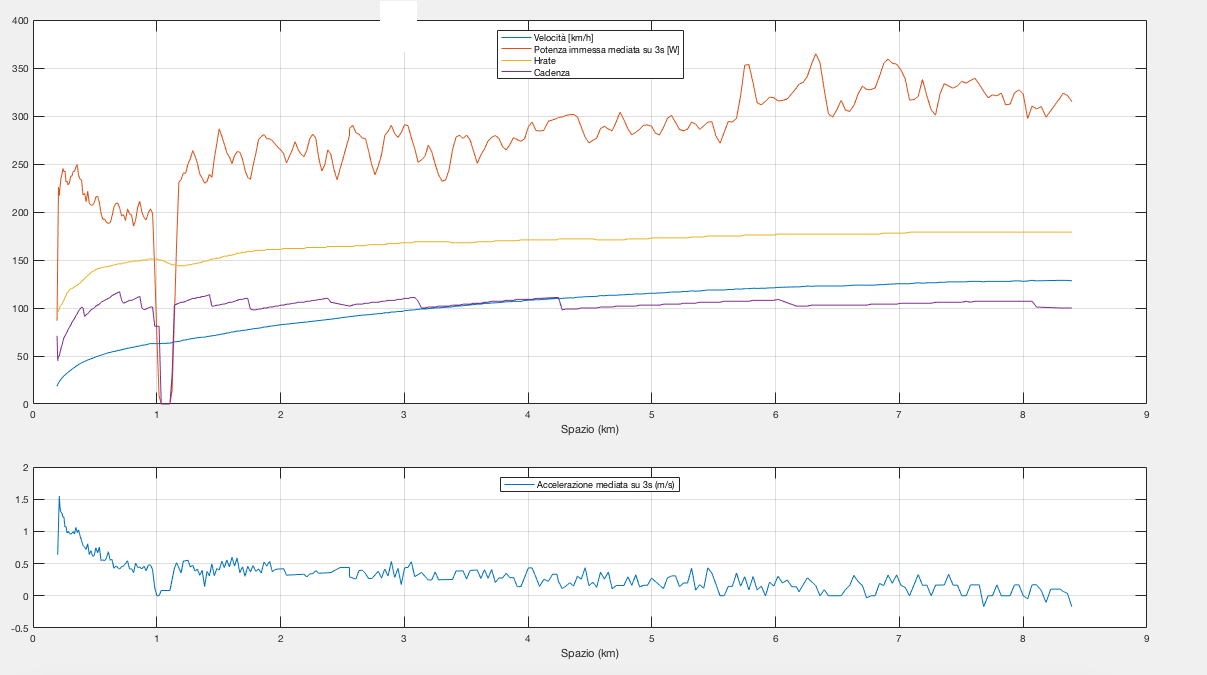 400
350
300
250
200
150
100
50
0
Velocità [km/h]
Potenza immessa mediata su 3s [W]
Hrate
Cadenza
0 1 2 3 4 5 6 7 8 9
Spazio (km)
2
1.5
1
0.5
0
-0.5
Accelerazione mediata su 3s (m/s)
0 1 2 3 4 5 6 7 8 9
Spazio (km)